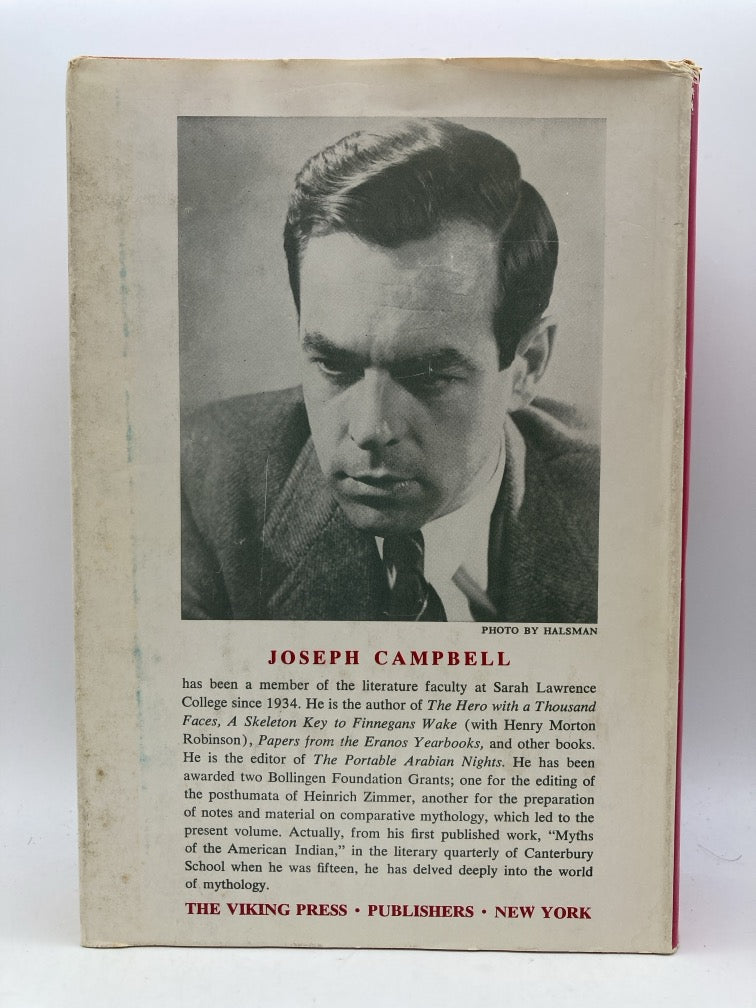 PHOTO BY HALSMAN
JOSEPH CAMPBELL
has been a member of the literature faculty at Sarah Lawrence
College since 1934. He is the author of The Hero with a Thousand
Faces, A Skeleton Key to Finnegans Wake (with Henry Morton
Robinson), Papers from the Eranos Yearbooks, and other books.
He is the editor of The Portable Arabian Nights. He has been
awarded two Bollingen Foundation Grants; one for the editing of
the posthumata of Heinrich Zimmer, another for the preparation
of notes and material on comparative mythology, which led to the
present volume. Actually, from his first published work, “Myths
of the American Indian,” in the literary quarterly of Canterbury
School when he was fifteen, he has delved deeply into the world
of mythology.
THE VIKING PRESS • PUBLISHERS • NEW YORK